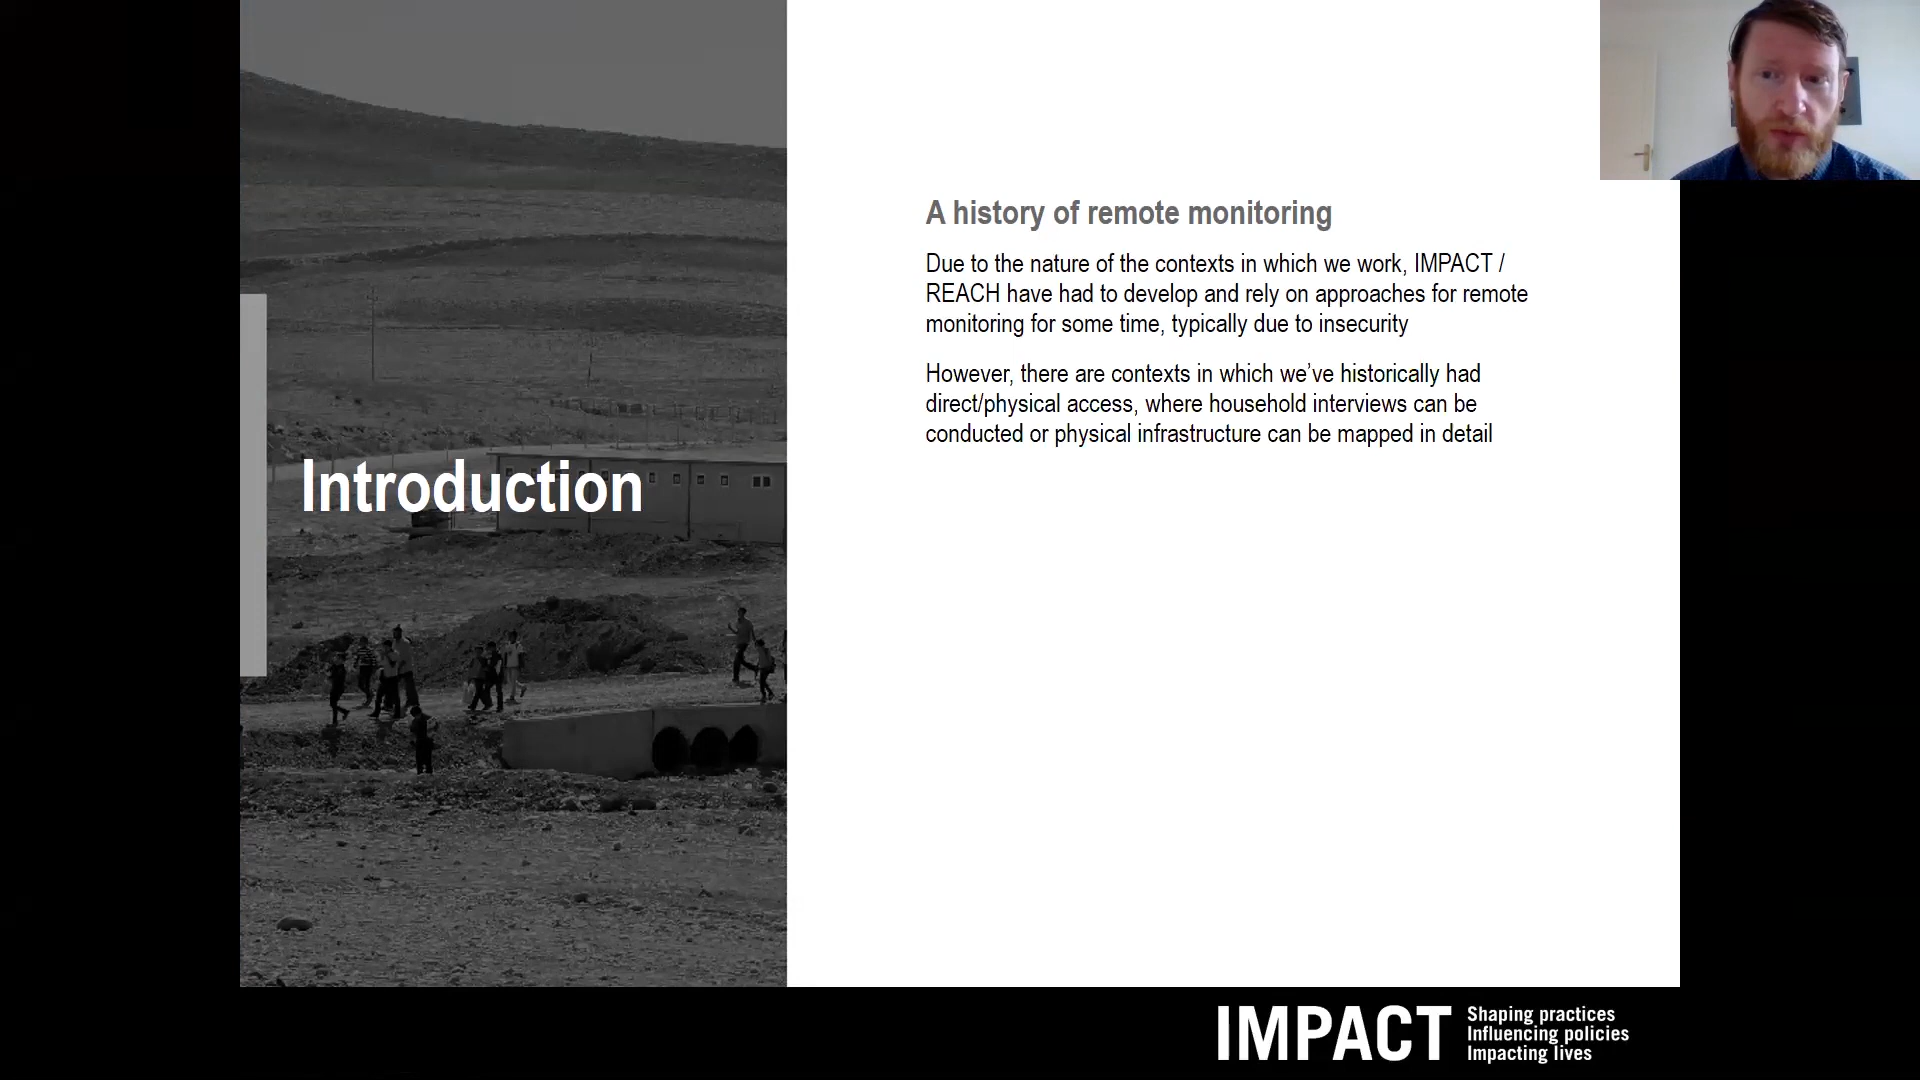 Introduction
A history of remote monitoring
Due to the nature of the contexts in which we work, IMPACT /
REACH have had to develop and rely on approaches for remote
monitoring for some time, typically due to insecurity
However, there are contexts in which we’ve historically had
direct/physical access, where household interviews can be
conducted or physical infrastructure can be mapped in detail
IMPACT
Shaping practices
Influencing policies
Impacting lives